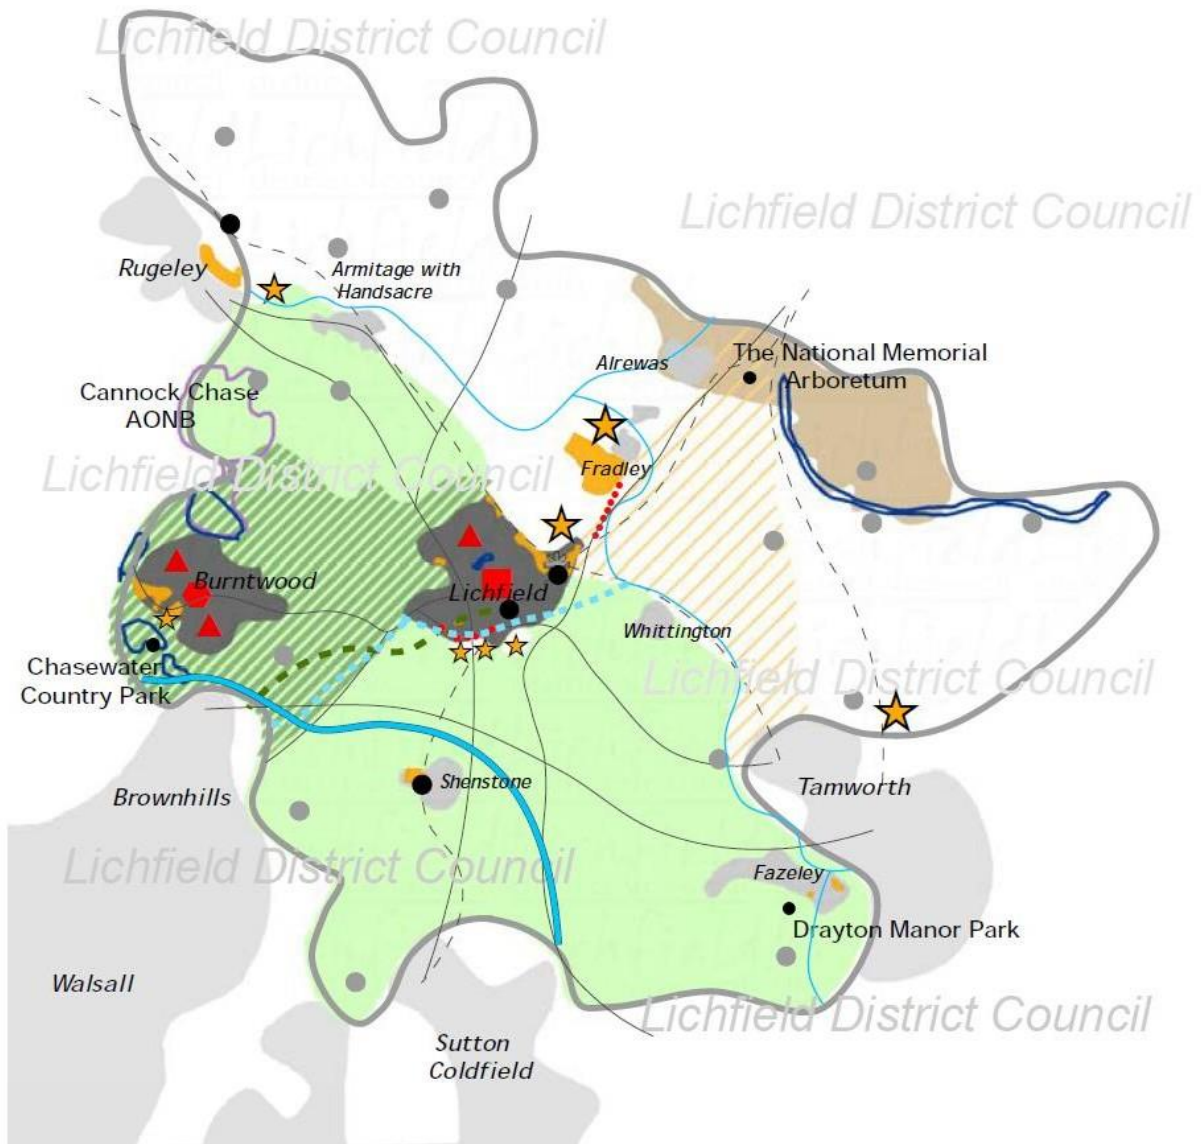 Lichfield District Council
Lichfield District Council
Rugeley
Armitage with
Handsacre
Alrewas
The National Memorial
Arboretum
Cannock Chase
AONB
Lichfield District Council
Fradley
Burntwood
Lichfield
Whittington
Chasewater
Country Park
Lichfield District Council
Shenstone
Brownhills
Tamworth
Lichfield District Council
Fazeley
Drayton Manor Park
Walsall
Lichfield District Council
Sutton
Coldfield